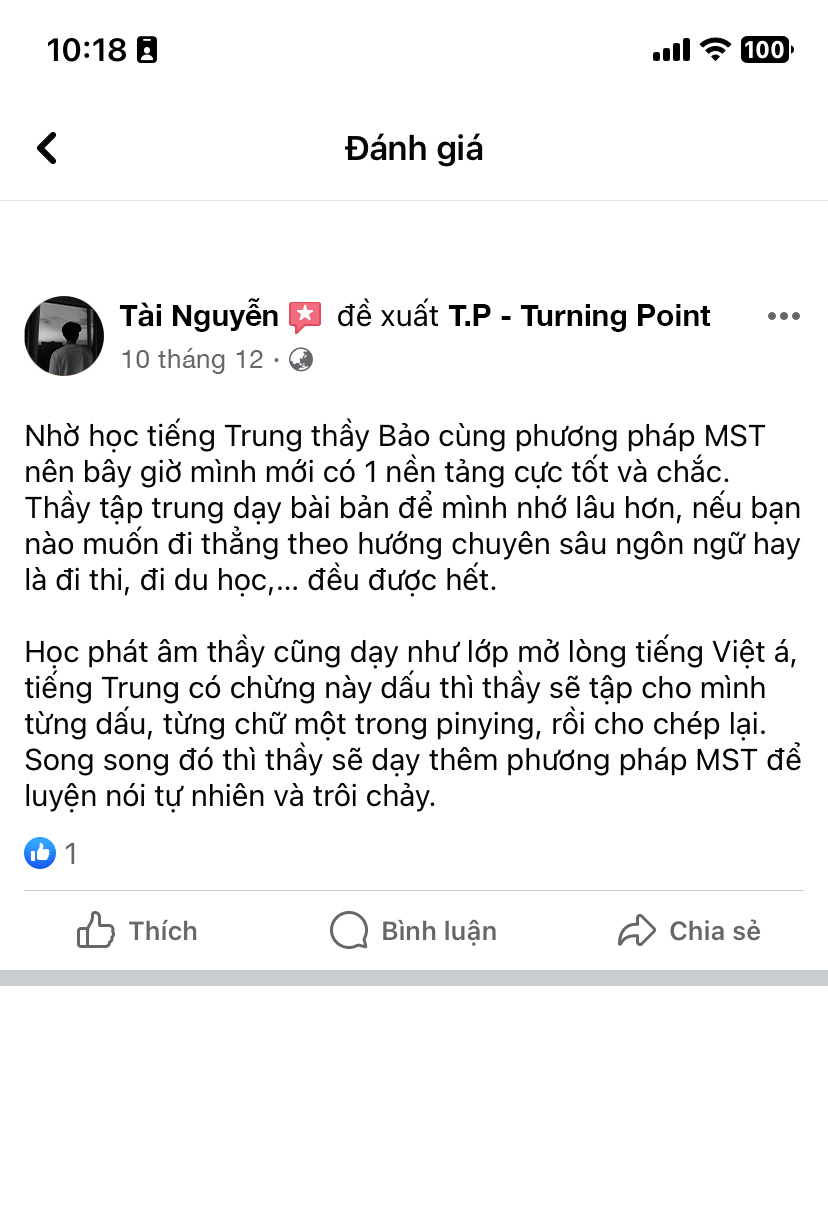 10:18
100
Đánh giá
Tài Nguyễn đề xuất T.P - Turning Point
10 tháng 12 ·
Nhờ học tiếng Trung thầy Bảo cùng phương pháp MST
nên bây giờ mình mới có 1 nền tảng cực tốt và chắc.
Thầy tập trung dạy bài bản để mình nhớ lâu hơn, nếu bạn
nào muốn đi thẳng theo hướng chuyên sâu ngôn ngữ hay
là đi thi, đi du học,... đều được hết.
Học phát âm thầy cũng dạy như lớp mở lòng tiếng Việt á,
tiếng Trung có chừng này dấu thì thầy sẽ tập cho mình
từng dấu, từng chữ một trong pinying, rồi cho chép lại.
Song song đó thì thầy sẽ dạy thêm phương pháp MST để
luyện nói tự nhiên và trôi chảy.
1
Thích Bình luận Chia sẻ